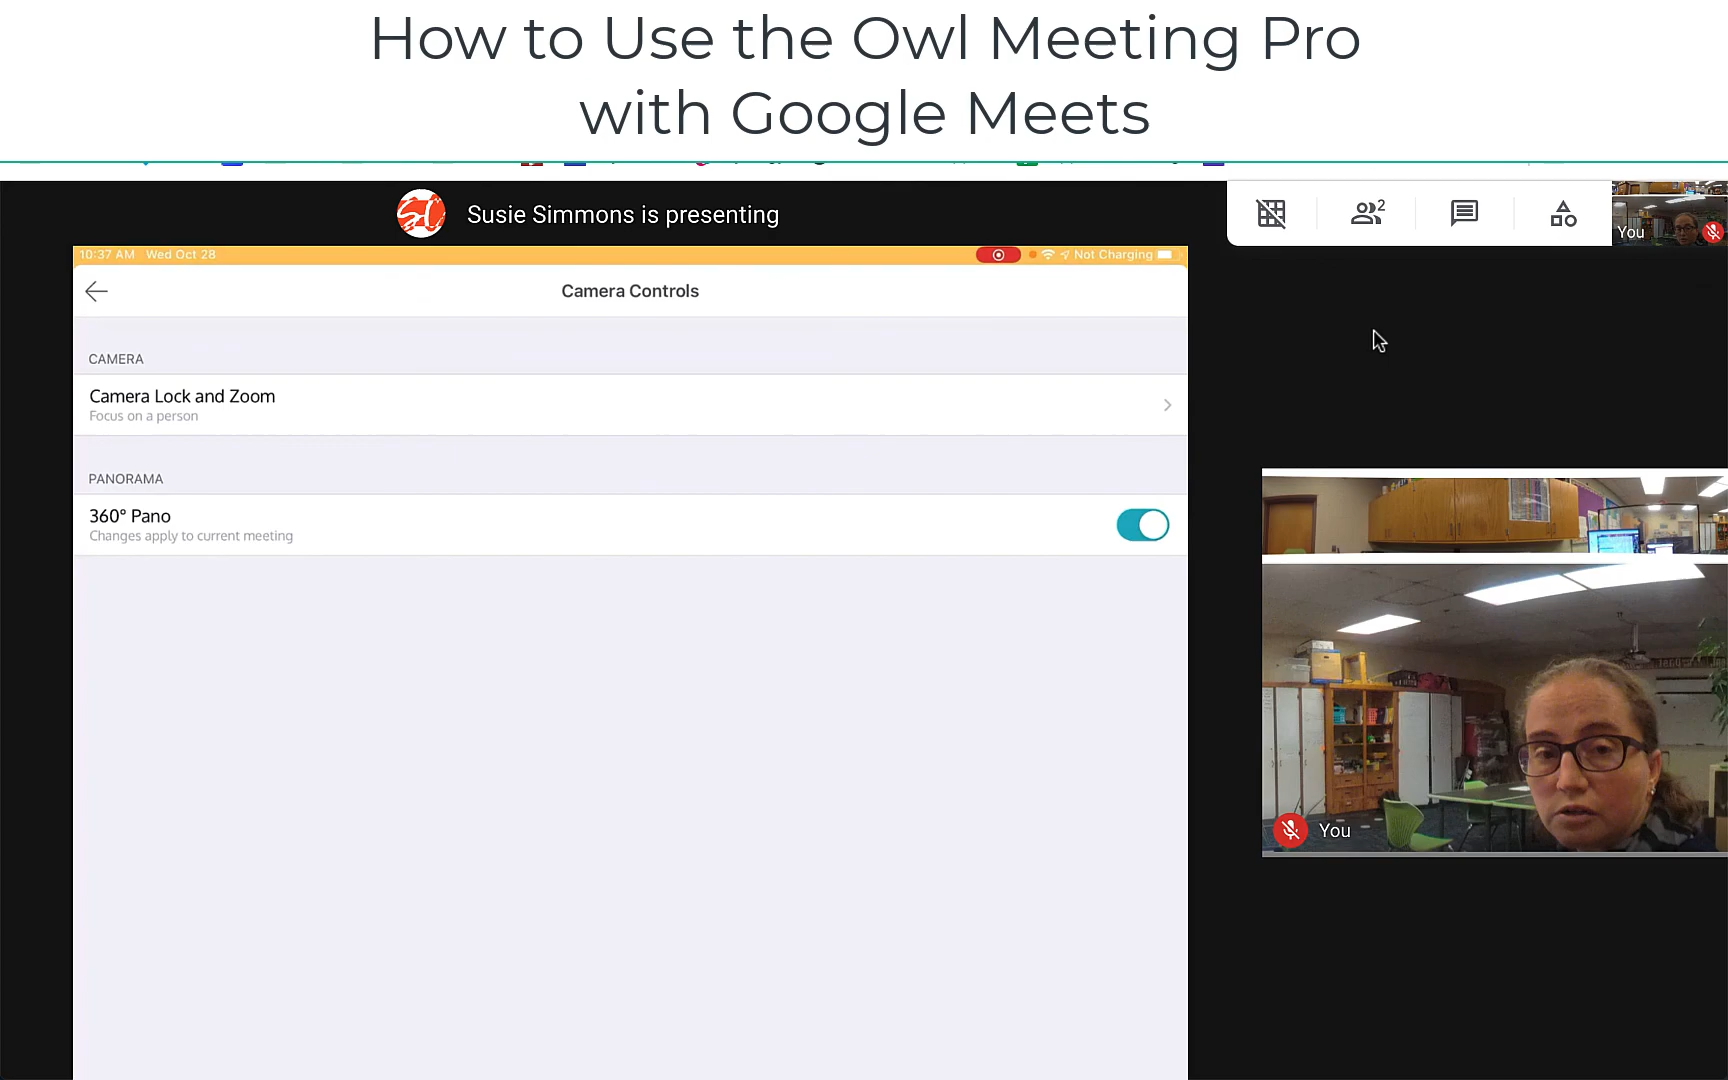 How to Use the Owl Meeting Pro
with Google Meets
Susie Simmons is presenting
2
You
10:37 AM Wed Oct 28
Not Charging
Camera Controls
CAMERA
Camera Lock and Zoom
Focus on a person
PANORAMA
360° Pano
Changes apply to current meeting
You